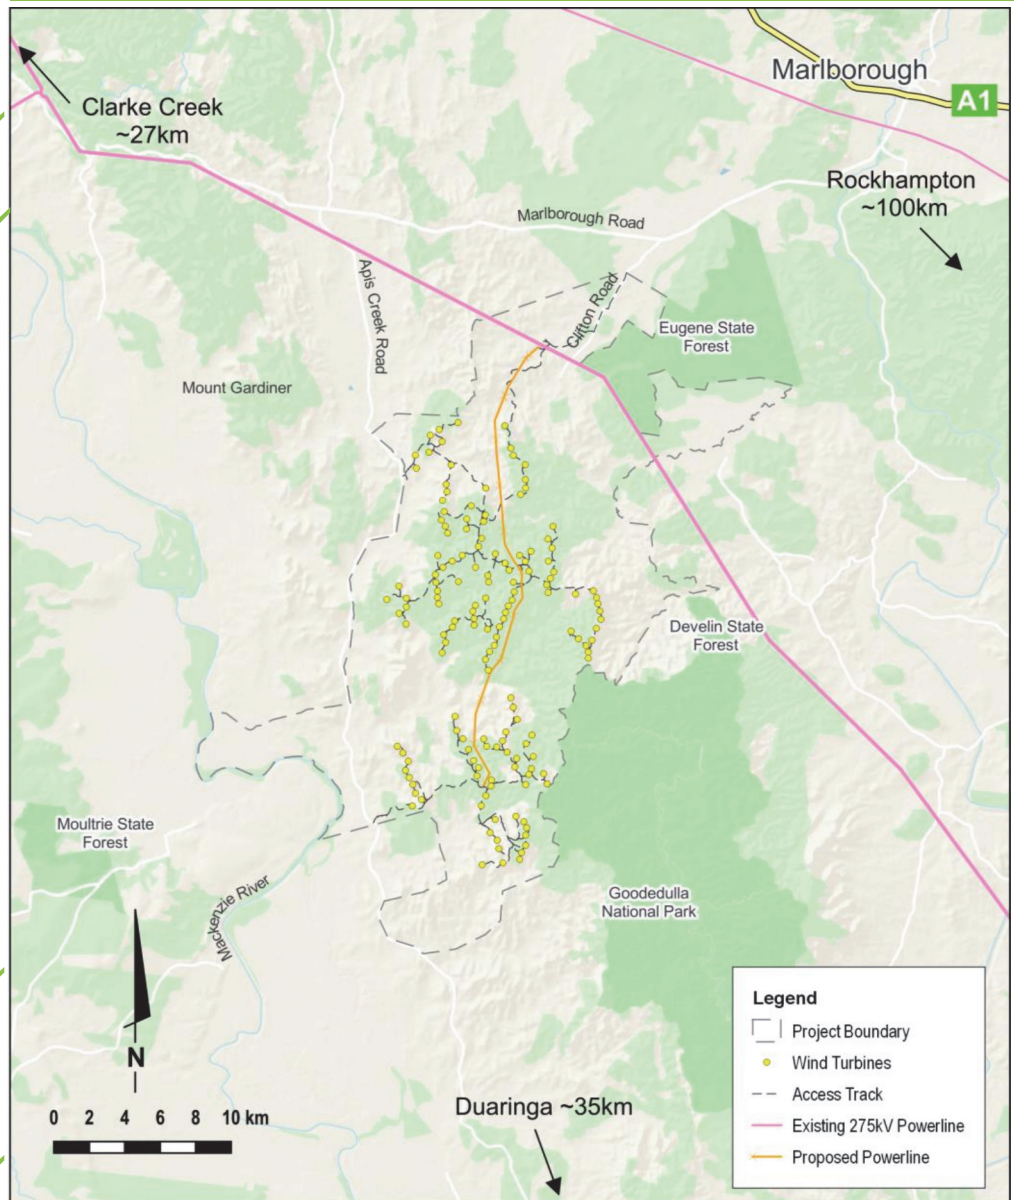 Marlborough
A1
Clarke Creek
~27km
Rockhampton
~100km
Marlborough Road
Apis Creek Road
Clifton Road
Eugene State
Forest
Mount Gardiner
Develin State
Forest
Moultrie State
Forest
Mackenzie River
Goodedulla
National Park
N
0 2 4 6 8 10 km
Duaringa ~35km
Legend
Project Boundary
Wind Turbines
Access Track
Existing 275kV Powerline
Proposed Powerline